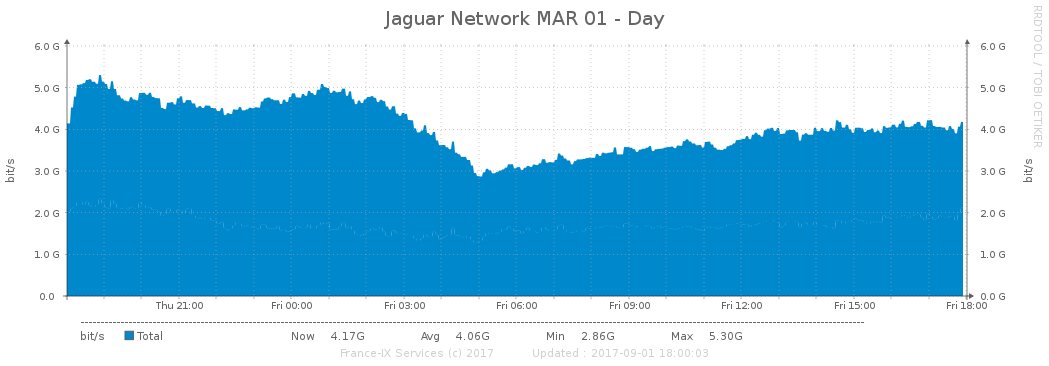 Jaguar Network MAR 01 - Day
RRDTOOL / TOBI OETIKER
6.0 G 6.0 G
5.0 G 5.0 G
4.0 G 4.0 G
3.0 G 3.0 G
2.0 G 2.0 G
1.0 G 1.0 G
0.0 0.0 G
bit/s bit/s
Thu 21:00 Fri 00:00 Fri 03:00 Fri 06:00 Fri 09:00 Fri 12:00 Fri 15:00 Fri 18:00
bit/s Total Now 4.17G Avg 4.06G Min 2.86G Max 5.30G
France-IX Services (c) 2017 Updated : 2017-09-01 18:00:03